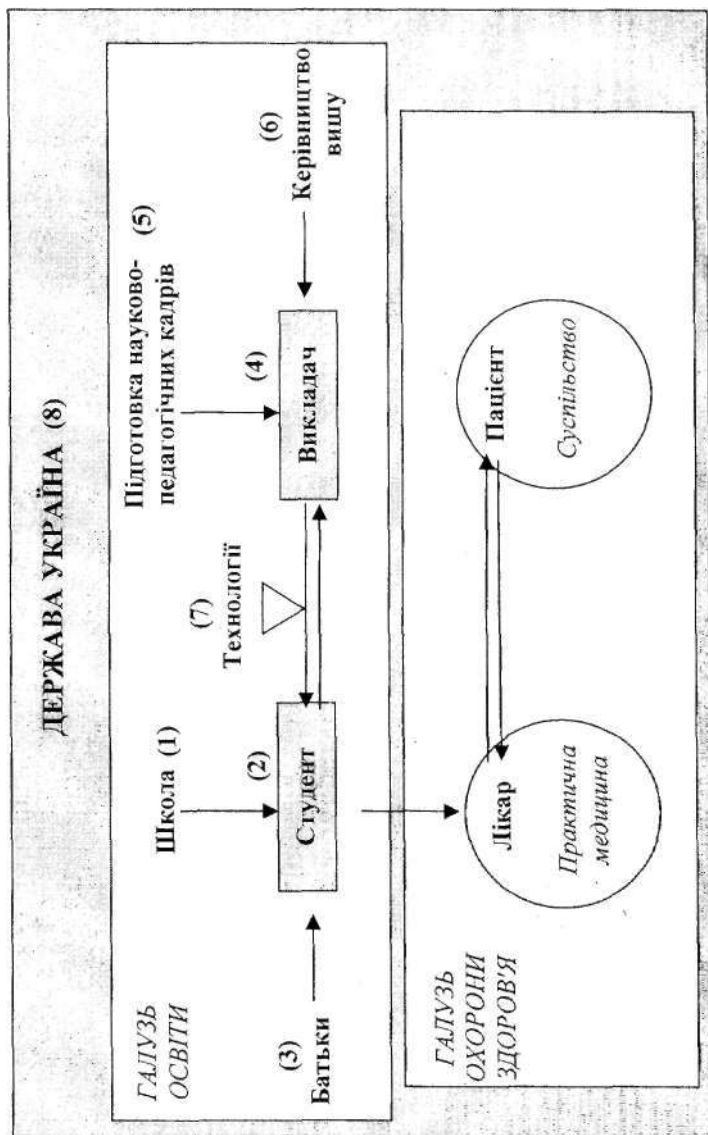 ДЕРЖАВА УКРАЇНА (8)
ГАЛУЗЬ
ОСВІТИ
Школа (1)
Підготовка науково-
педагогічних кадрів
(5)
(7)
Технології
(3)
Батьки
(2)
Студент
(4)
Викладач
(6)
Керівництво
вишу
ГАЛУЗЬ
ОХОРОНИ
ЗДОРОВ'Я
Лікар
Практична
медицина
Пацієнт
Суспільство